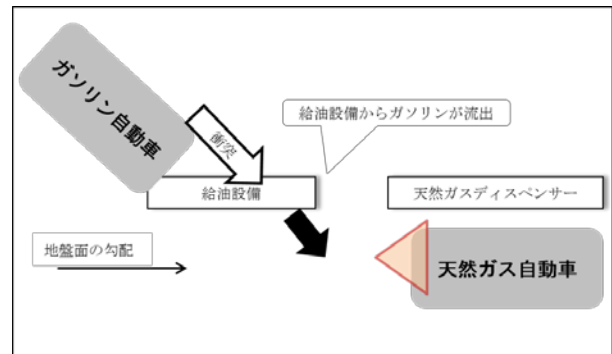 ガソリン自動車
衝突
給油設備からガソリンが流出
給油設備
天然ガスディスペンサー
地盤面の勾配
天然ガス自動車